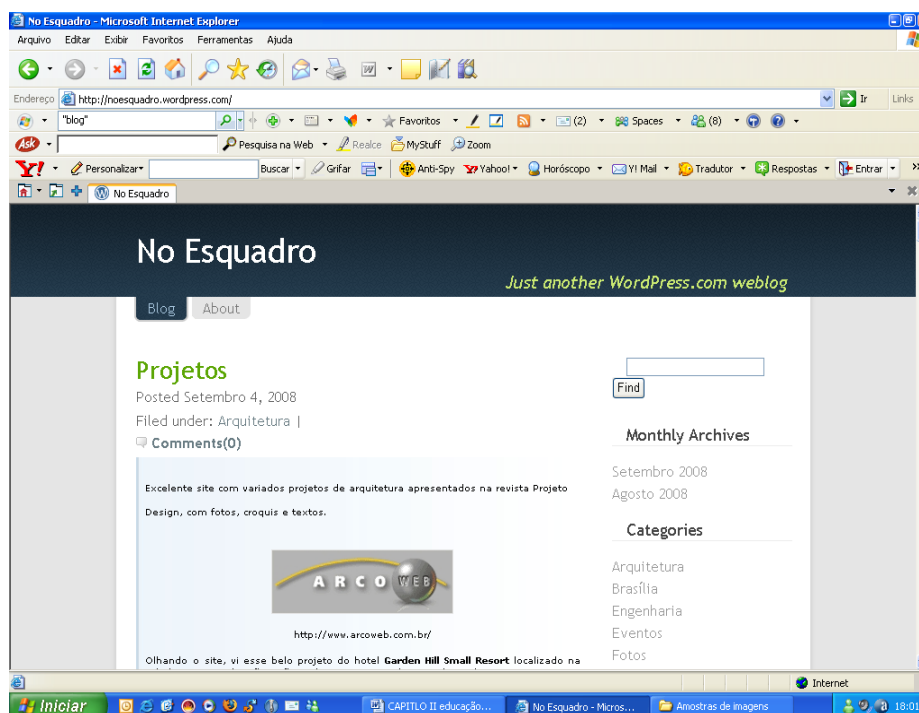 No Esquadro - Microsoft Internet Explorer
Arquivo Editar Exibir Favoritos Ferramentas Ajuda
Endereço http://noesquadro.wordpress.com/ Ir Links
"blog" Favoritos (2) Spaces (8)
Ask Pesquisa na Web Realce MyStuff Zoom
Y! Personalizar Buscar Grifar Anti-Spy Yahoo! Horóscopo Y! Mail Tradutor Respostas Entrar
No Esquadro
No Esquadro
Just another WordPress.com weblog
Blog About
Projetos
Posted Setembro 4, 2008
Filed under: Arquitetura |
Comments(0)
Excelente site com variados projetos de arquitetura apresentados na revista Projeto
Design, com fotos, croquis e textos.
ARCO WEB
http://www.arcoweb.com.br/
Olhando o site, vi esse belo projeto do hotel Garden Hill Small Resort localizado na
Find
Monthly Archives
Setembro 2008
Agosto 2008
Categories
Arquitetura
Brasília
Engenharia
Eventos
Fotos
Internet
Iniciar CAPITLO II educação... No Esquadro - Micros... Amostras de imagens 18:0